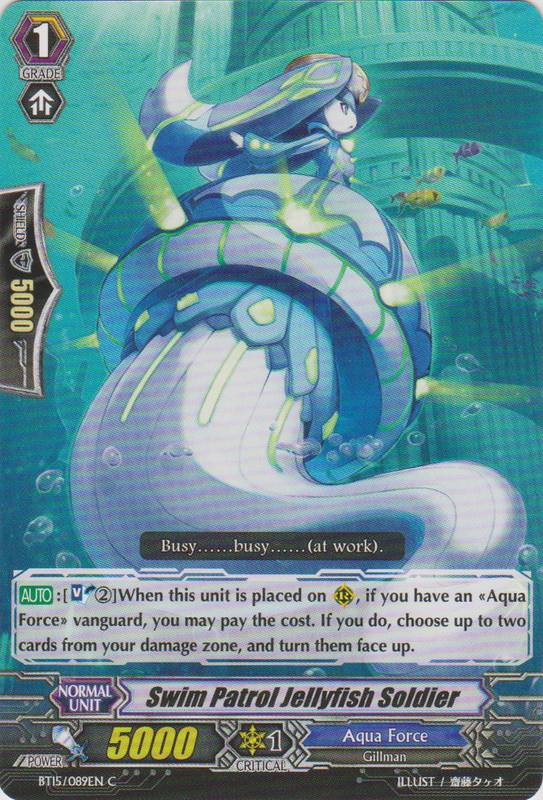 1
GRADE
SHIELD
5000
Busy……busy……(at work).
AUTO :[ V ②]When this unit is placed on R, if you have an «Aqua
Force» vanguard, you may pay the cost. If you do, choose up to two
cards from your damage zone, and turn them face up.
NORMAL
UNIT
Swim Patrol Jellyfish Soldier
POWER
5000
1
CRITICAL
Aqua Force
Gillman
BT15/089EN C
ILLUST / 齋藤タケオ